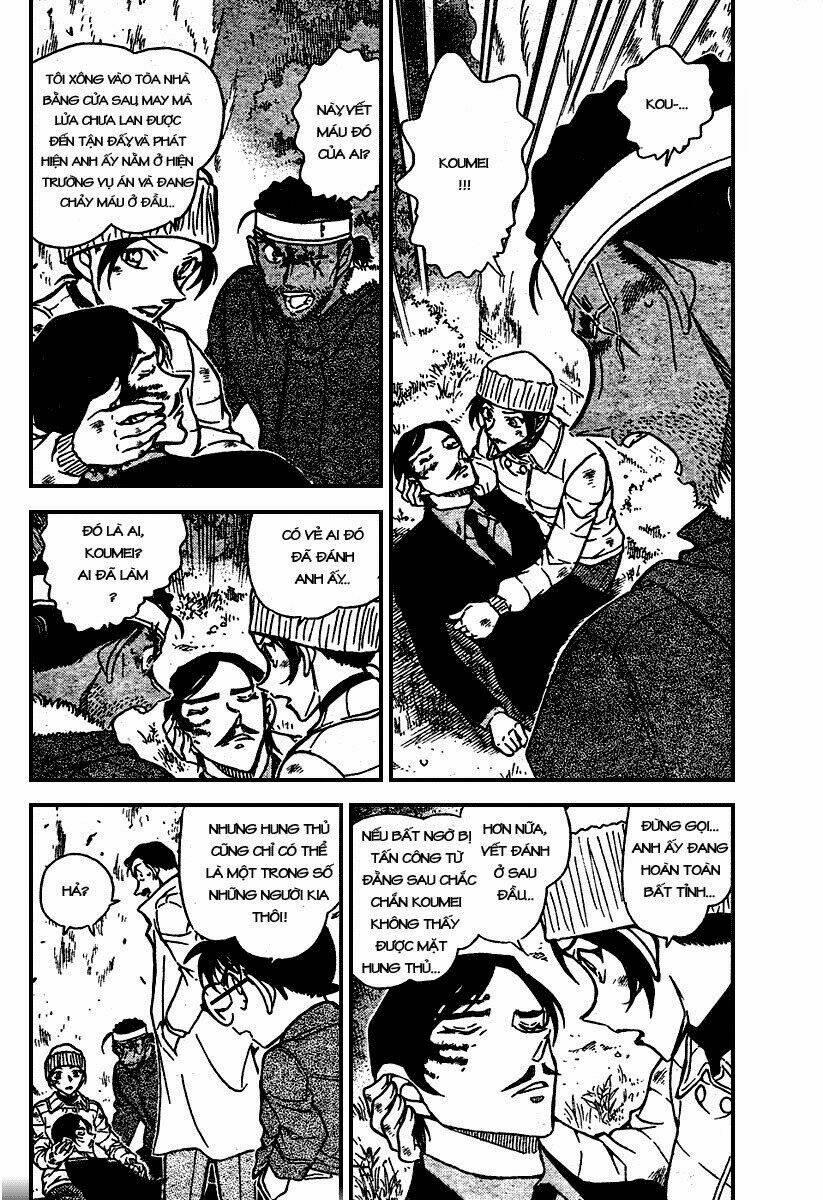 KOU-...
KOUMEI
!!!
NÀY, VẾT
MÁU ĐÓ
CỦA AI?
TÔI XÔNG VÀO TÒA NHÀ
BẰNG CỬA SAU, MAY MÀ
LỬA CHƯA LAN ĐƯỢC
ĐẾN TẬN ĐẤY, VÀ PHÁT
HIỆN ANH ẤY NẰM Ở HIỆN
TRƯỜNG VỤ ÁN VÀ ĐANG
CHẢY MÁU Ở ĐẦU...
CÓ VẺ AI ĐÓ
ĐÃ ĐÁNH
ANH ẤY...
ĐÓ LÀ AI,
KOUMEI?
AI ĐÃ LÀM
?
ĐỪNG GỌI...
ANH ẤY ĐANG
HOÀN TOÀN
BẤT TỈNH...
HƠN NỮA,
VẾT ĐÁNH
Ở SAU
ĐẦU...
NẾU BẤT NGỜ BỊ
TẤN CÔNG TỪ
ĐẰNG SAU CHẮC
CHẮN KOUMEI
KHÔNG THẤY
ĐƯỢC MẶT
HUNG THỦ...
NHƯNG HUNG THỦ
CŨNG CHỈ CÓ THỂ
LÀ MỘT TRONG SỐ
NHỮNG NGƯỜI KIA
THÔI!
HẢ?